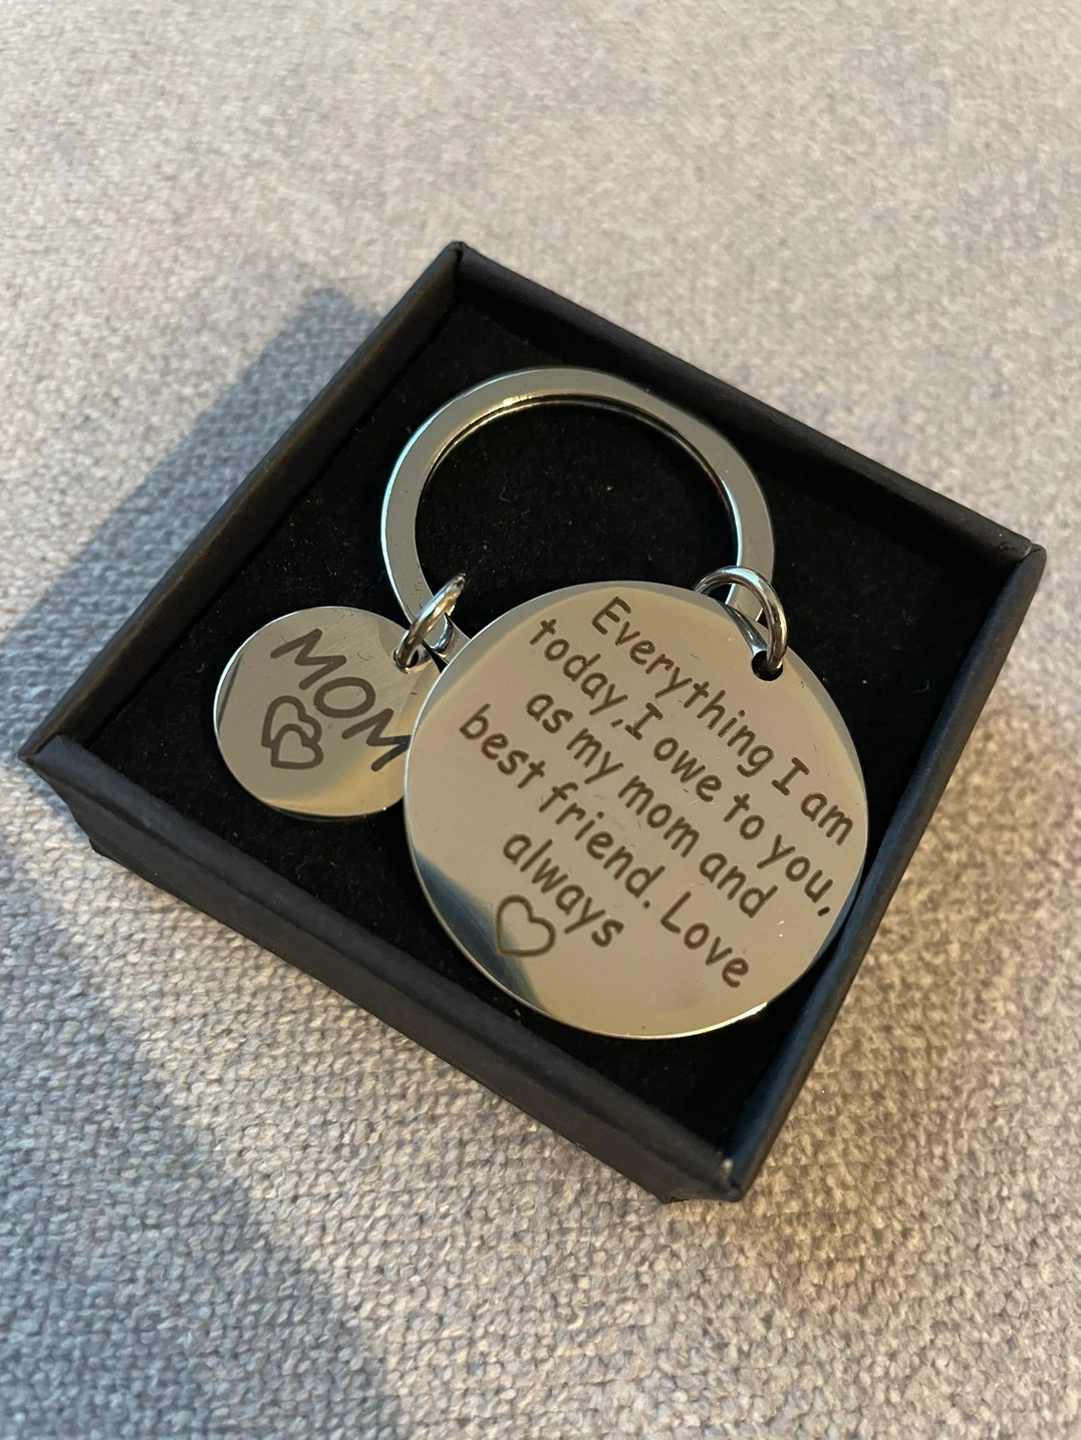 MOM
Everything I am
today,I owe to you,
as my mom and
best friend. Love
always